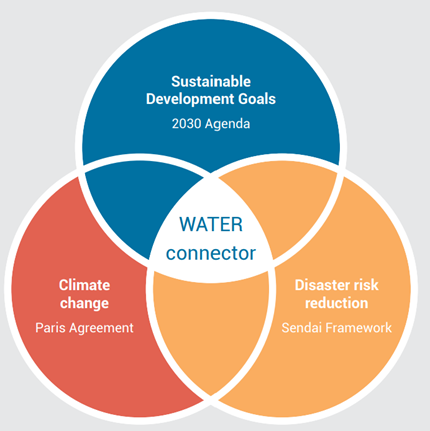 Sustainable
Development Goals
2030 Agenda
WATER
connector
Climate
change
Paris Agreement
Disaster risk
reduction
Sendai Framework